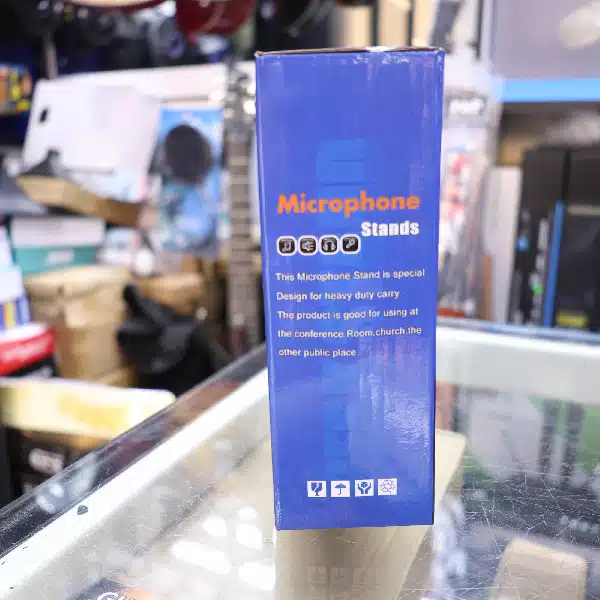 Microphone
Stands
This Microphone Stand is special
Design for heavy duty carry
The product is good for using at
the conference Room,church,the
other public place